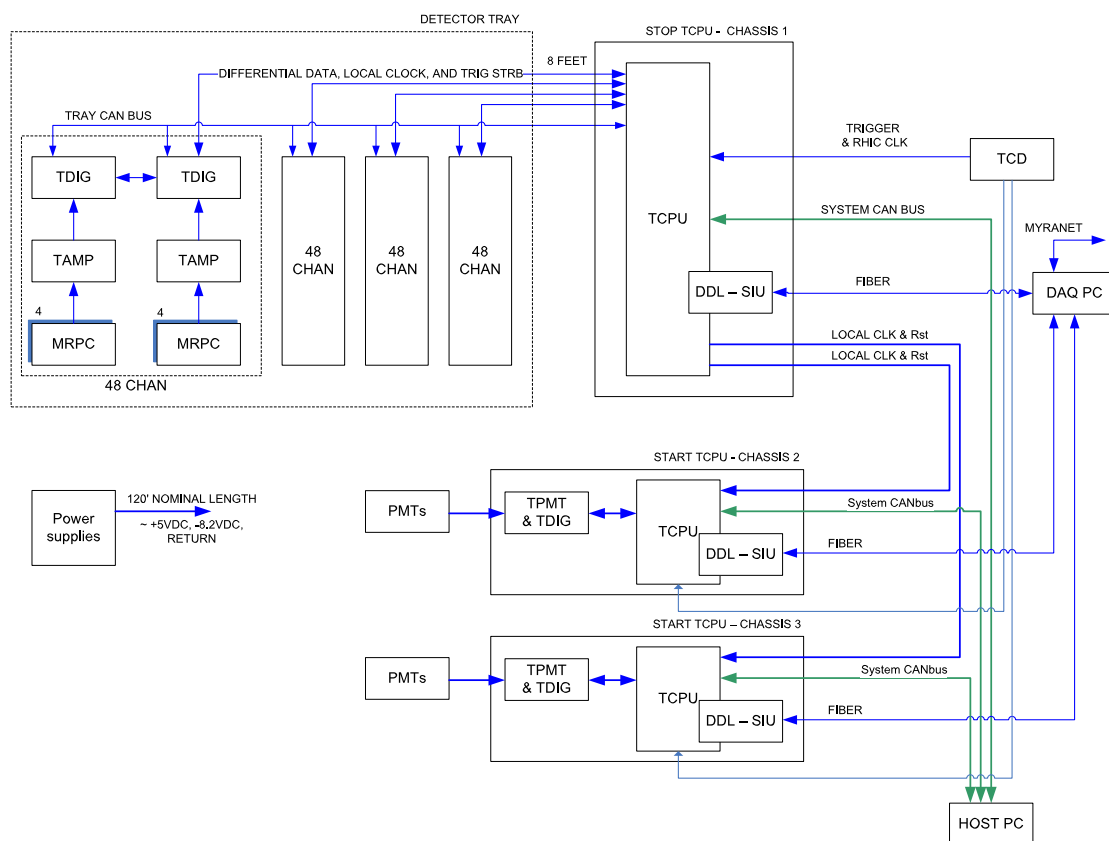 DETECTOR TRAY
STOP TCPU - CHASSIS 1
8 FEET
DIFFERENTIAL DATA, LOCAL CLOCK, AND TRIG STRB
TRAY CAN BUS
TDIG
TDIG
TAMP
TAMP
4
4
MRPC
MRPC
48 CHAN
48
CHAN
48
CHAN
48
CHAN
TCPU
DDL – SIU
TRIGGER
& RHIC CLK
TCD
SYSTEM CAN BUS
MYRANET
FIBER
DAQ PC
LOCAL CLK & Rst
LOCAL CLK & Rst
START TCPU - CHASSIS 2
Power
supplies
120' NOMINAL LENGTH
~ +5VDC, -8.2VDC,
RETURN
PMTs
TPMT
& TDIG
TCPU
DDL – SIU
System CANbus
FIBER
START TCPU – CHASSIS 3
PMTs
TPMT
& TDIG
TCPU
DDL – SIU
System CANbus
FIBER
HOST PC